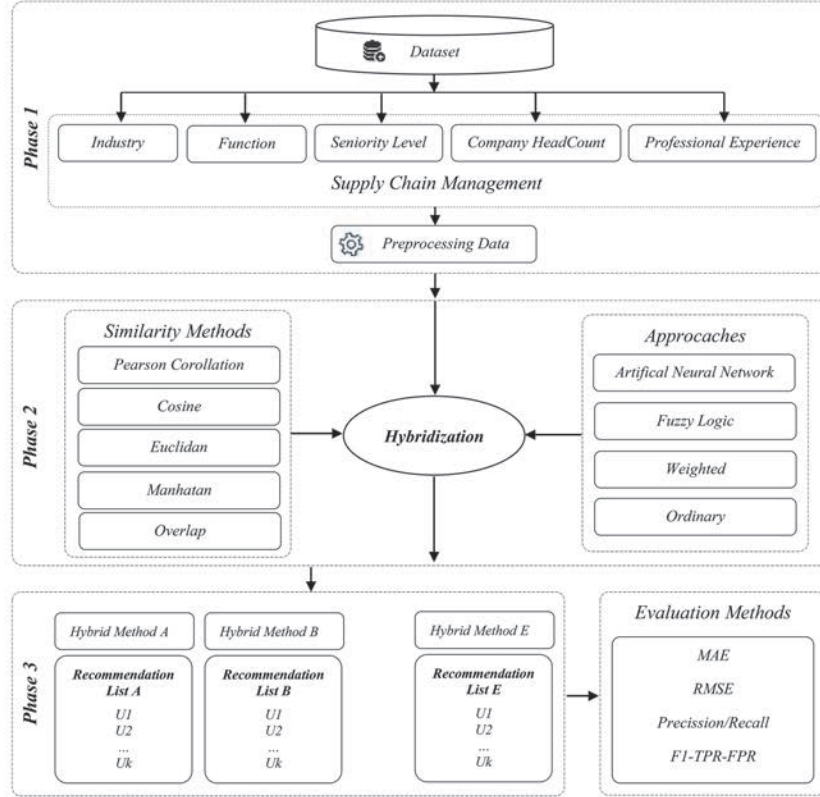 Phase 1
Dataset
Industry
Function
Seniority Level
Company HeadCount
Professional Experience
Supply Chain Management
Preprocessing Data
Phase 2
Similarity Methods
Pearson Corollation
Cosine
Euclidan
Manhatan
Overlap
Hybridization
Approcaches
Artifical Neural Network
Fuzzy Logic
Weighted
Ordinary
Phase 3
Hybrid Method A
Recommendation
List A
U1
U2
...
Uk
Hybrid Method B
Recommendation
List B
U1
U2
...
Uk
Hybrid Method E
Recommendation
List E
U1
U2
...
Uk
Evaluation Methods
MAE
RMSE
Precission/Recall
F1-TPR-FPR